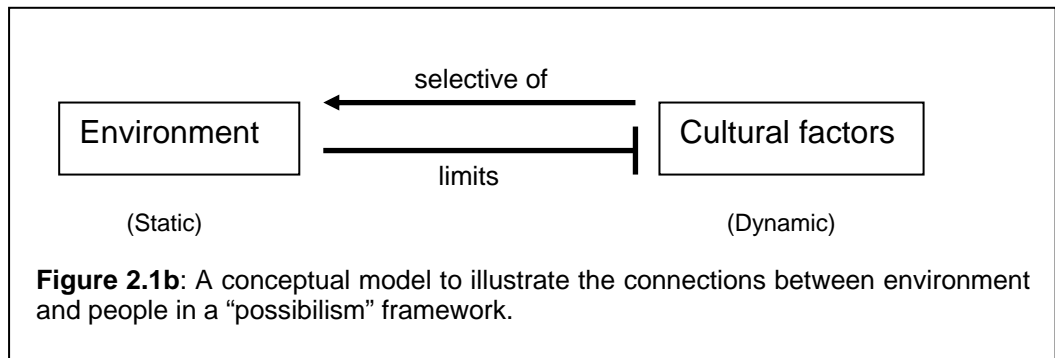 selective of
Environment
Cultural factors
limits
(Static)
(Dynamic)
Figure 2.1b: A conceptual model to illustrate the connections between environment
and people in a “possibilism” framework.